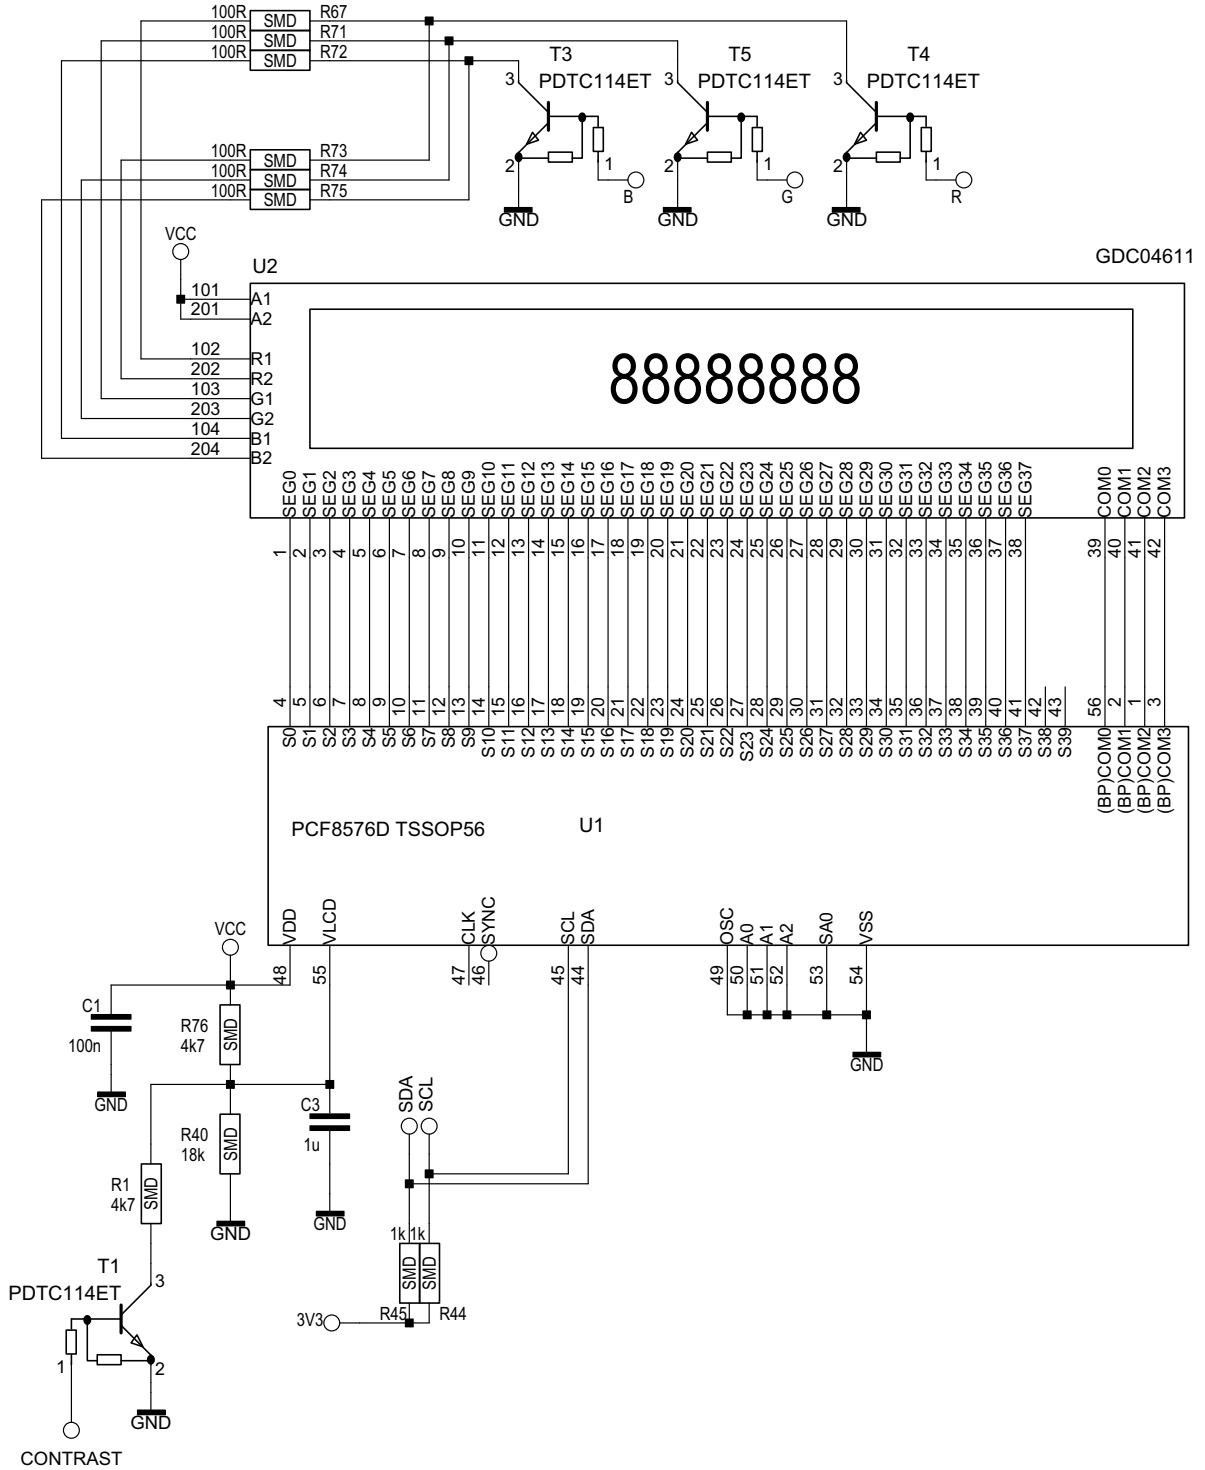 100R SMD R67
100R SMD R71
100R SMD R72
T3
PDTC114ET
3
2
1
B
GND
T5
PDTC114ET
3
2
1
G
GND
T4
PDTC114ET
3
2
1
R
GND
100R SMD R73
100R SMD R74
100R SMD R75
VCC
U2
GDC04611
101 A1
201 A2
102 R1
202 R2
103 G1
203 G2
104 B1
204 B2
88888888
SEG0 SEG1 SEG2 SEG3 SEG4 SEG5 SEG6 SEG7 SEG8 SEG9 SEG10 SEG11 SEG12 SEG13 SEG14 SEG15 SEG16 SEG17 SEG18 SEG19 SEG20 SEG21 SEG22 SEG23 SEG24 SEG25 SEG26 SEG27 SEG28 SEG29 SEG30 SEG31 SEG32 SEG33 SEG34 SEG35 SEG36 SEG37 COM0 COM1 COM2 COM3
1 2 3 4 5 6 7 8 9 10 11 12 13 14 15 16 17 18 19 20 21 22 23 24 25 26 27 28 29 30 31 32 33 34 35 36 37 38 39 40 41 42
4 5 6 7 8 9 10 11 12 13 14 15 16 17 18 19 20 21 22 23 24 25 26 27 28 29 30 31 32 33 34 35 36 37 38 39 40 41 42 43 56 2 1 3
S0 S1 S2 S3 S4 S5 S6 S7 S8 S9 S10 S11 S12 S13 S14 S15 S16 S17 S18 S19 S20 S21 S22 S23 S24 S25 S26 S27 S28 S29 S30 S31 S32 S33 S34 S35 S36 S37 S38 S39 (BP)COM0 (BP)COM1 (BP)COM2 (BP)COM3
PCF8576D TSSOP56
U1
VDD VLCD CLK SYNC SCL SDA OSC A0 A1 A2 SA0 VSS
48 55 47 46 45 44 49 50 51 52 53 54
VCC
C1
100n
GND
R76
4k7
SMD
GND
R40
18k
SMD
GND
C3
1u
GND
SDA SCL
1k 1k
SMD SMD
R45 R44
3V3
R1
4k7
SMD
T1
PDTC114ET
3
1
2
GND
CONTRAST